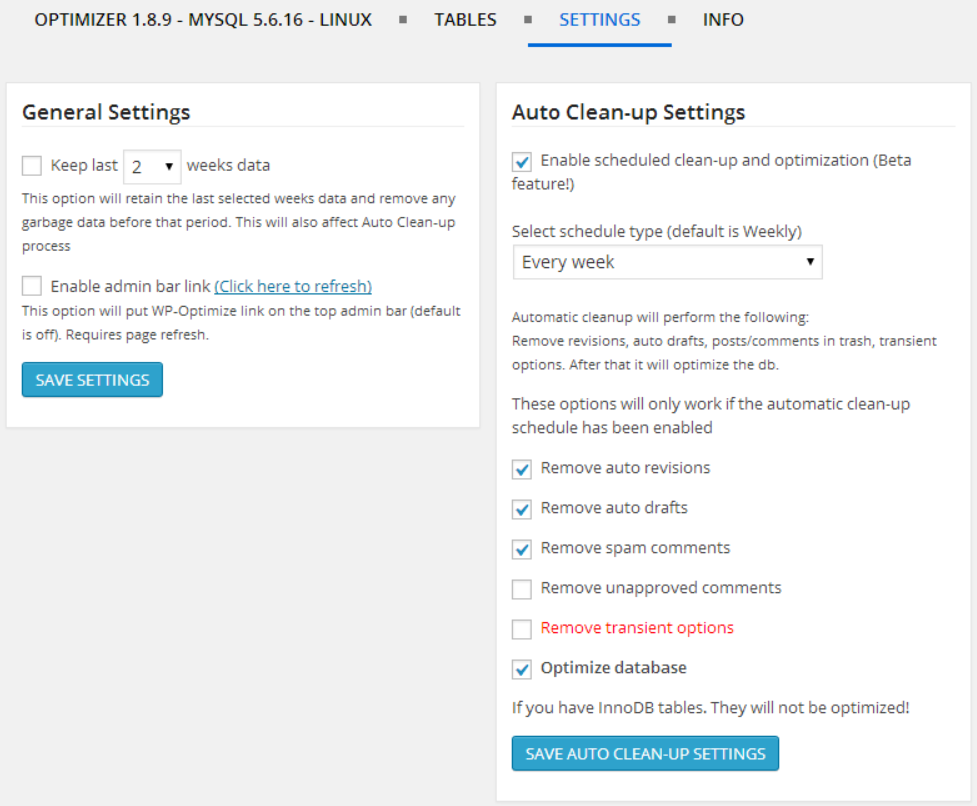 OPTIMIZER 1.8.9 - MYSQL 5.6.16 - LINUX TABLES SETTINGS INFO
General Settings
Keep last 2 weeks data
This option will retain the last selected weeks data and remove any
garbage data before that period. This will also affect Auto Clean-up
process
Enable admin bar link (Click here to refresh)
This option will put WP-Optimize link on the top admin bar (default
is off). Requires page refresh.
SAVE SETTINGS
Auto Clean-up Settings
Enable scheduled clean-up and optimization (Beta
feature!)
Select schedule type (default is Weekly)
Every week
Automatic cleanup will perform the following:
Remove revisions, auto drafts, posts/comments in trash, transient
options. After that it will optimize the db.
These options will only work if the automatic clean-up
schedule has been enabled
Remove auto revisions
Remove auto drafts
Remove spam comments
Remove unapproved comments
Remove transient options
Optimize database
If you have InnoDB tables. They will not be optimized!
SAVE AUTO CLEAN-UP SETTINGS